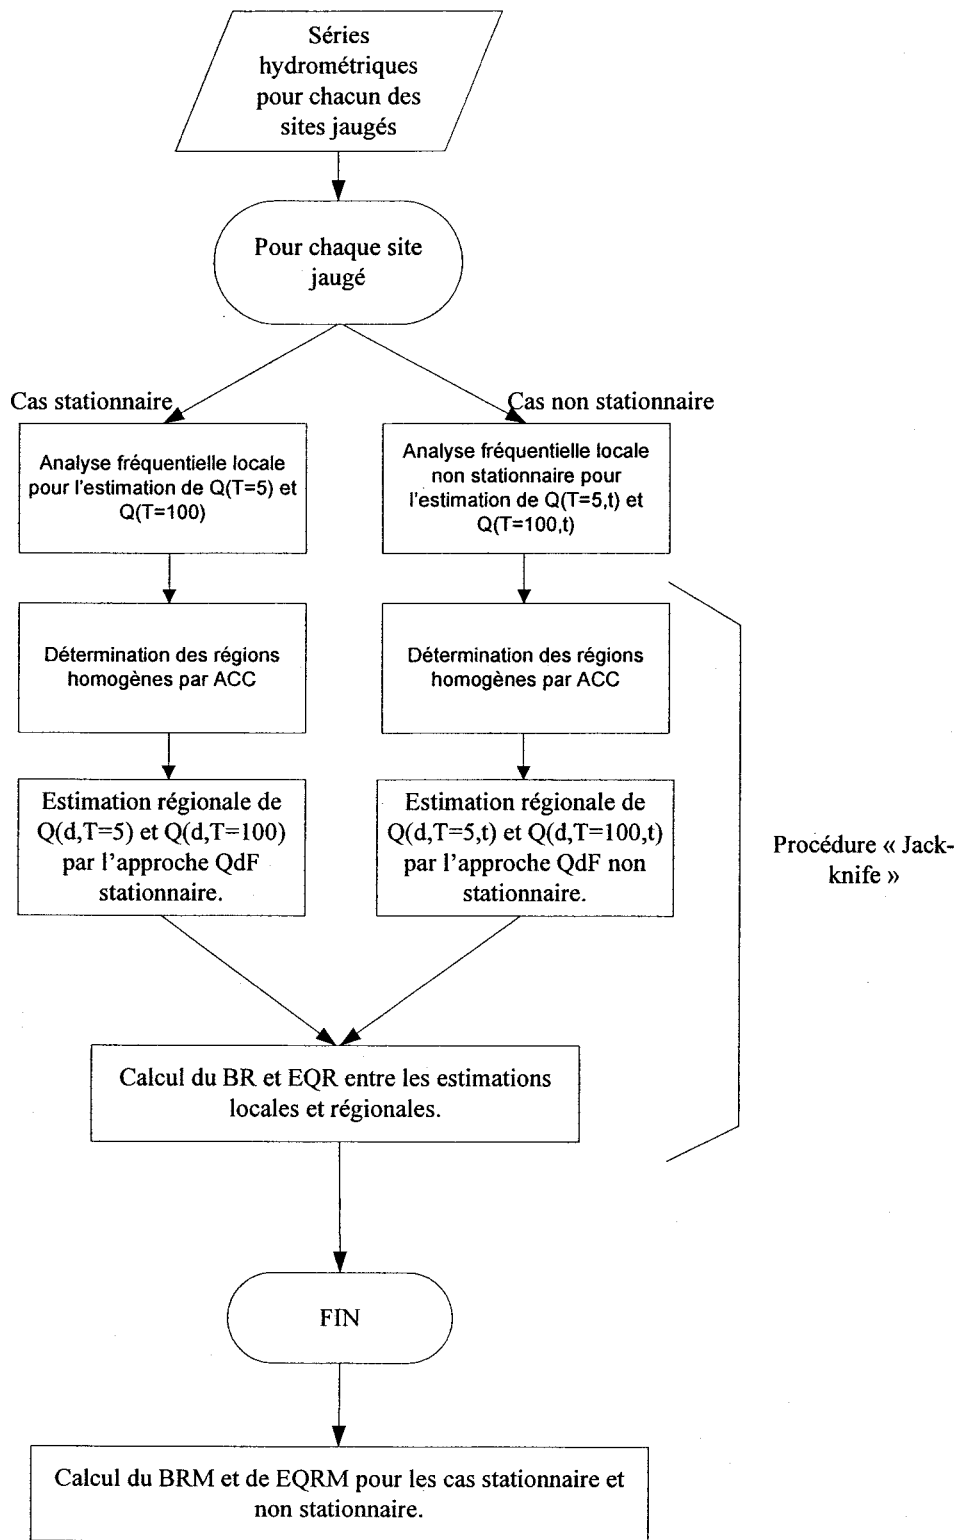 Séries
hydrométriques
pour chacun des
sites jaugés
Pour chaque site
jaugé
Cas stationnaire
Cas non stationnaire
Analyse fréquentielle locale
pour l'estimation de Q(T=5) et
Q(T=100)
Analyse fréquentielle locale
non stationnaire pour
l'estimation de Q(T=5,t) et
Q(T=100,t)
Détermination des régions
homogènes par ACC
Détermination des régions
homogènes par ACC
Estimation régionale de
Q(d,T=5) et Q(d,T=100)
par l'approche QdF
stationnaire.
Estimation régionale de
Q(d,T=5,t) et Q(d,T=100,t)
par l'approche QdF non
stationnaire.
Procédure « Jack-
knife »
Calcul du BR et EQR entre les estimations
locales et régionales.
FIN
Calcul du BRM et de EQRM pour les cas stationnaire et
non stationnaire.